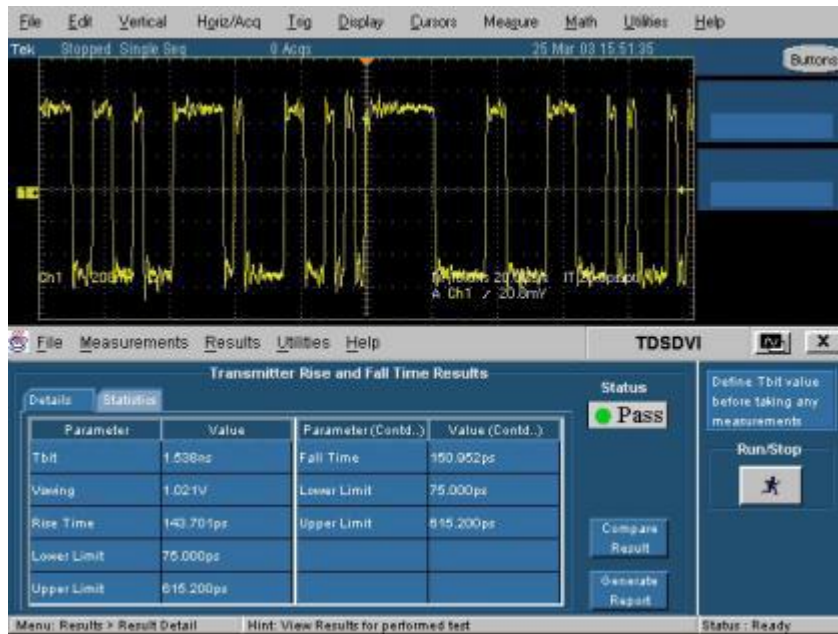 File Edit Vertical Horiz/Acq Trig Display Cursors Measure Math Utilities Help
Tek Stopped Single Seq 0 Acqs 25 Mar 03 15:51:35
Buttons
Ch1
A Ch1 20.8mV
File Measurements Results Utilities Help TDSDVI X
Transmitter Rise and Fall Time Results
Details Statistics
Status
Pass
Parameter Value Parameter(Contd..) Value (Contd..)
Tbit 1.538ns Fall Time 150.952ps
Vswing 1.021V Lower Limit 75.000ps
Rise Time 143.701ps Upper Limit 615.200ps
Lower Limit 75.000ps
Upper Limit 615.200ps
Compare
Result
Generate
Report
Define Tbit value
before taking any
measurements
Run/Stop
Menu: Results > Result Detail Hint: View Results for performed test Status : Ready